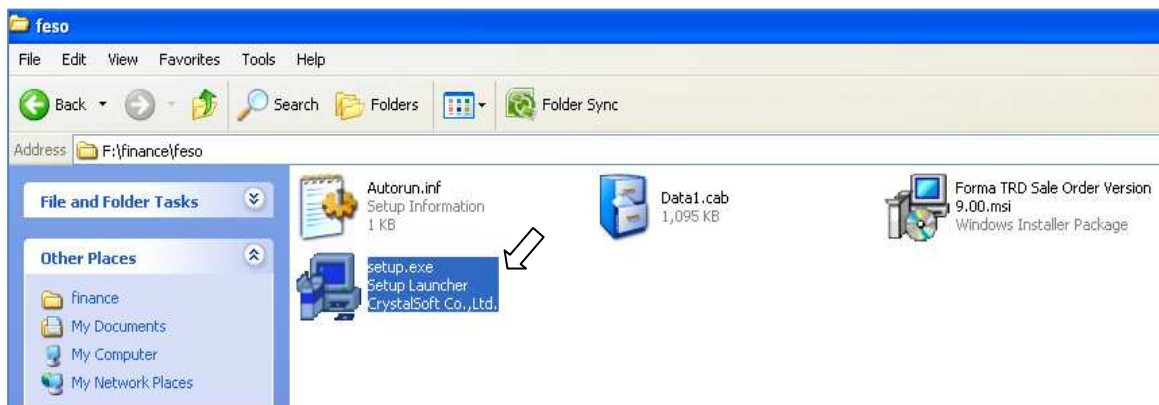 feso
File Edit View Favorites Tools Help
Back Search Folders Folder Sync
Address F:\finance\feso
File and Folder Tasks
Other Places
finance
My Documents
My Computer
My Network Places
Autorun.inf
Setup Information
1 KB
Data1.cab
1,095 KB
Forma TRD Sale Order Version
9.00.msi
Windows Installer Package
setup.exe
Setup Launcher
CrystalSoft Co.,Ltd.